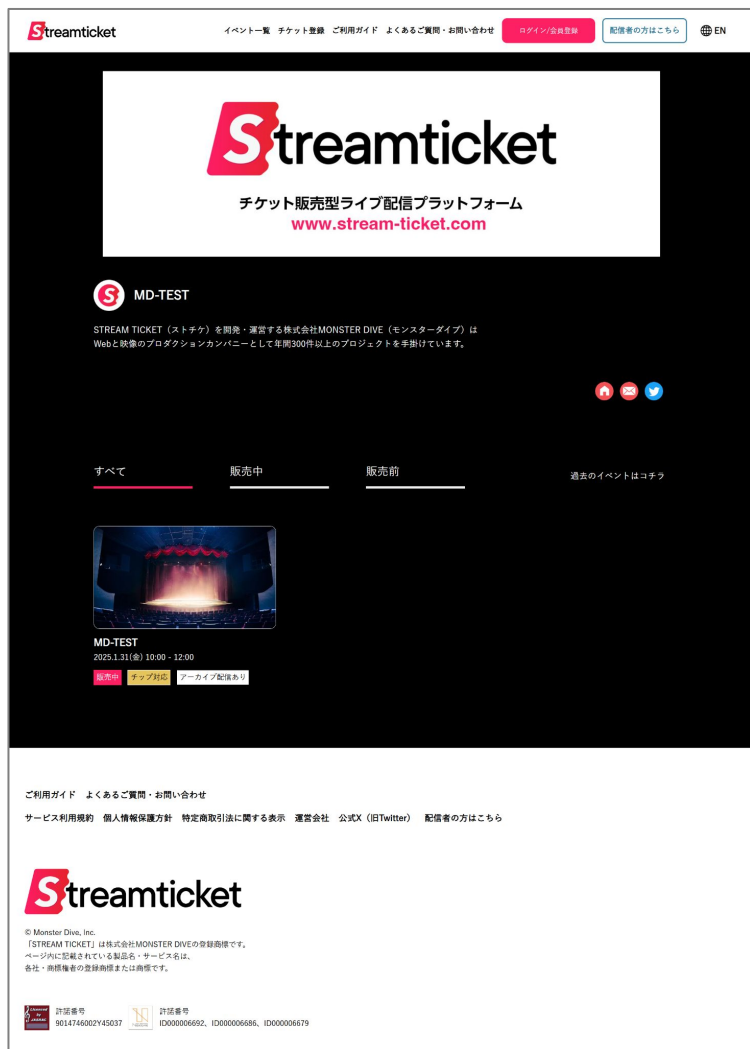 Streamticket
イベント一覧 チケット登録 ご利用ガイド よくあるご質問・お問い合わせ ログイン/会員登録 配信者の方はこちら EN
Streamticket
チケット販売型ライブ配信プラットフォーム
www.stream-ticket.com
MD-TEST
STREAM TICKET（ストチケ）を開発・運営する株式会社MONSTER DIVE（モンスターダイブ）は
Webと映像のプロダクションカンパニーとして年間300件以上のプロジェクトを手掛けています。
すべて 販売中 販売前 過去のイベントはコチラ
MD-TEST
2025.1.31(金) 10:00 - 12:00
販売中 チップ対応 アーカイブ配信あり
ご利用ガイド よくあるご質問・お問い合わせ
サービス利用規約 個人情報保護方針 特定商取引法に関する表示 運営会社 公式X（旧Twitter） 配信者の方はこちら
Streamticket
© Monster Dive, Inc.
「STREAM TICKET」は株式会社MONSTER DIVEの登録商標です。
ページ内に記載されている製品名・サービス名は、
各社・商標権者の登録商標または商標です。
Licensed by JASRAC
許諾番号
9014746002Y45037
許諾番号
ID000006692、ID000006686、ID000006679